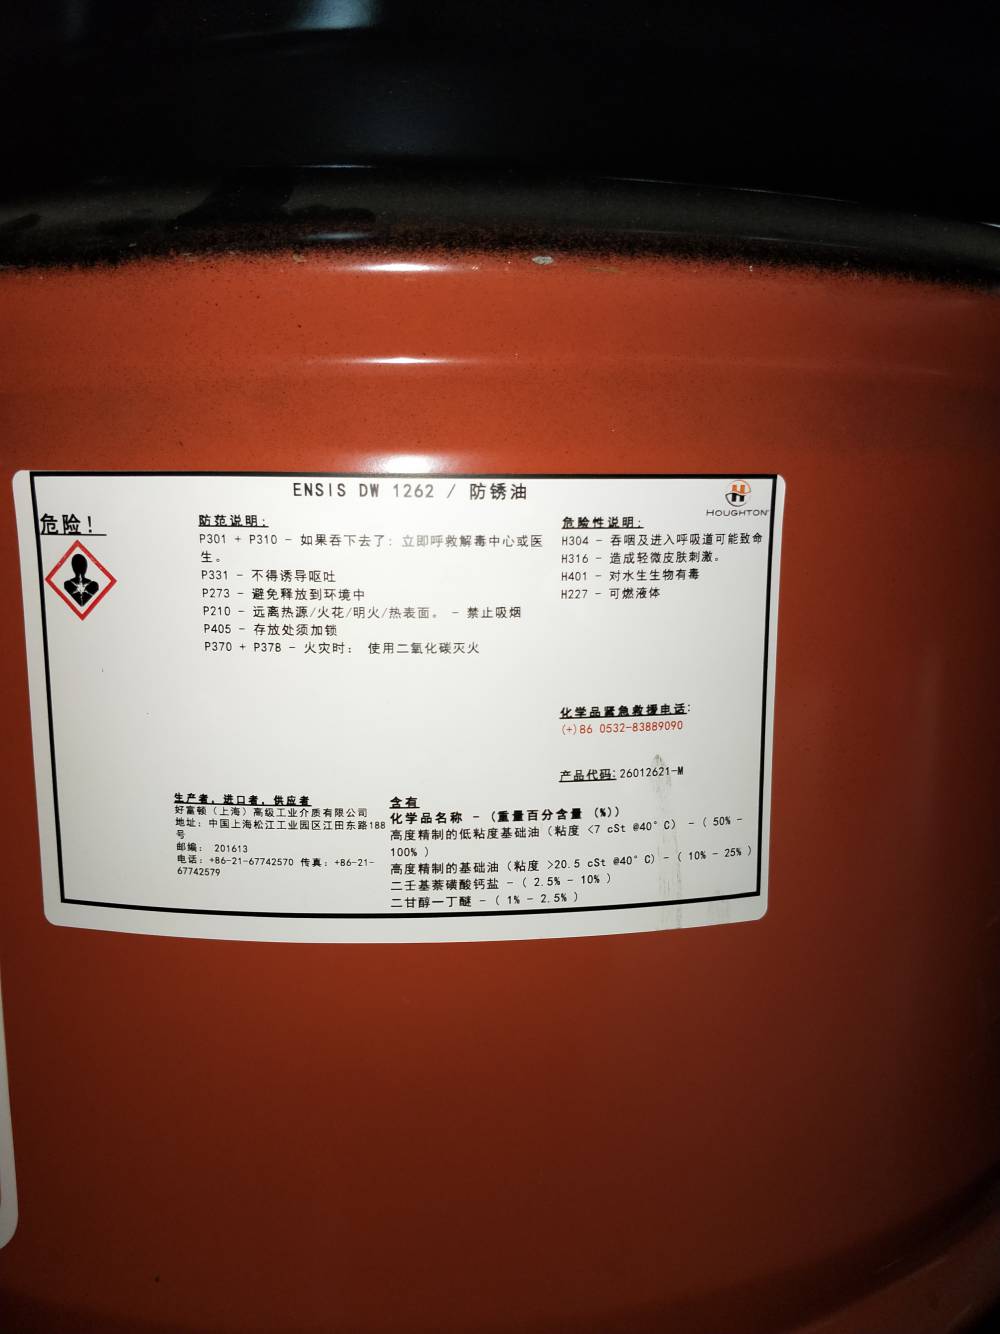 ENSIS DW 1262 / 防锈油
HOUGHTON
危险！
防范说明：
P301 + P310 - 如果吞下去了：立即呼救解毒中心或医
生。
P331 - 不得诱导呕吐
P273 - 避免释放到环境中
P210 - 远离热源/火花/明火/热表面。 - 禁止吸烟
P405 - 存放处须加锁
P370 + P378 - 火灾时： 使用二氧化碳灭火
危险性说明：
H304 - 吞咽及进入呼吸道可能致命
H316 - 造成轻微皮肤刺激。
H401 - 对水生生物有毒
H227 - 可燃液体
化学品紧急救援电话：
(+)86 0532-83889090
产品代码：26012621-M
生产者，进口者，供应者
好富顿（上海）高级工业介质有限公司
地址：中国上海松江工业园区江田东路188
号
邮编： 201613
电话：+86-21-67742570 传真：+86-21-
67742579
含有
化学品名称 - （重量百分含量 （%））
高度精制的低粘度基础油（粘度 <7 cSt @40°C） - ( 50% -
100% )
高度精制的基础油（粘度 >20.5 cSt @40°C） - ( 10% - 25% )
二壬基萘磺酸钙盐 - ( 2.5% - 10% )
二甘醇一丁醚 - ( 1% - 2.5% )